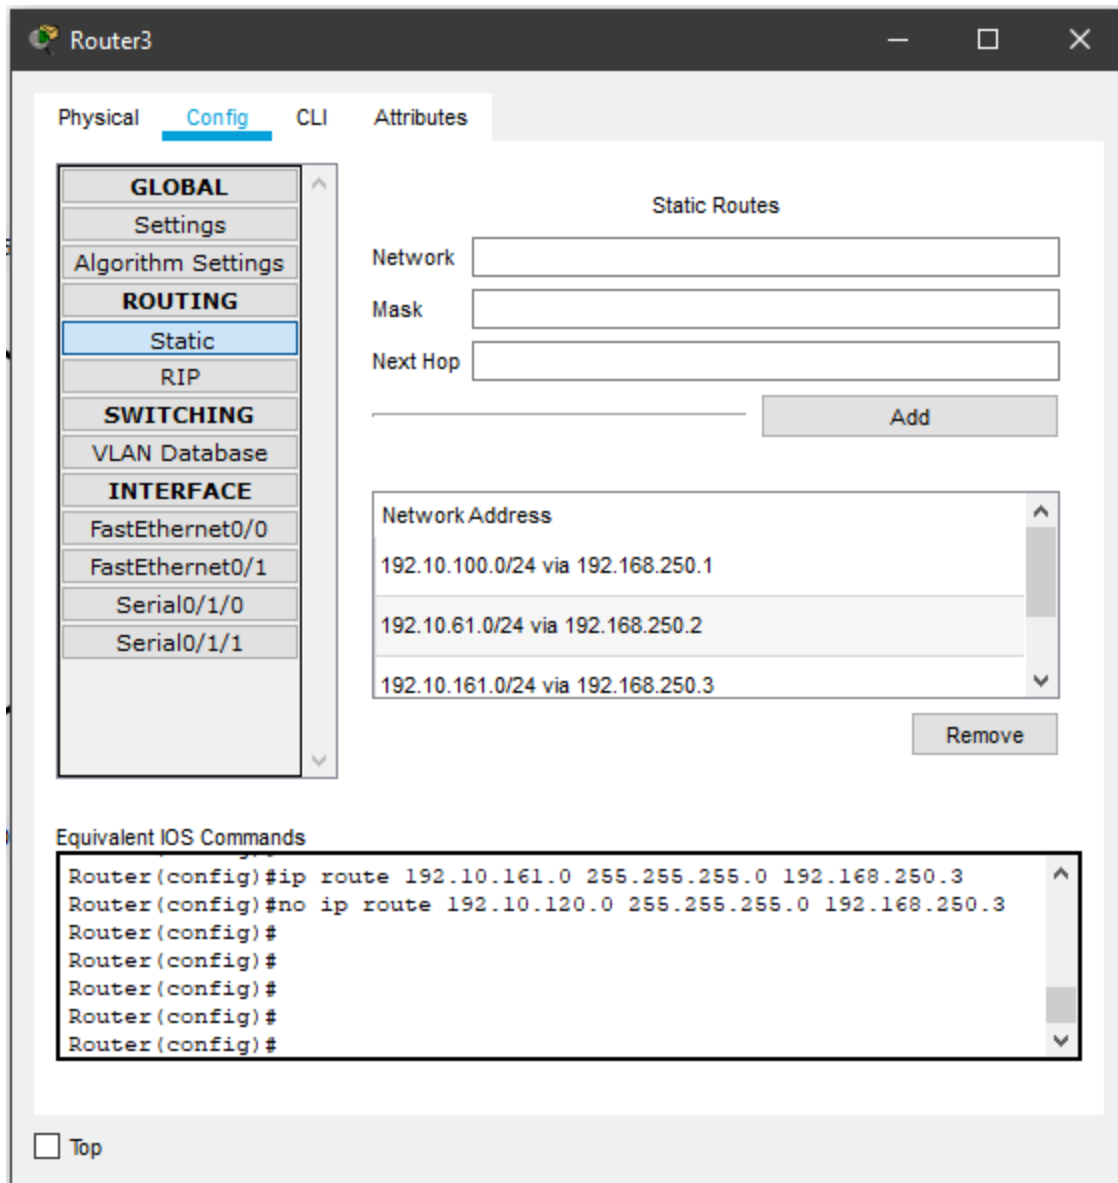 Router3
Physical Config CLI Attributes
GLOBAL
Settings
Algorithm Settings
ROUTING
Static
RIP
SWITCHING
VLAN Database
INTERFACE
FastEthernet0/0
FastEthernet0/1
Serial0/1/0
Serial0/1/1
Static Routes
Network
Mask
Next Hop
Add
Network Address
192.10.100.0/24 via 192.168.250.1
192.10.61.0/24 via 192.168.250.2
192.10.161.0/24 via 192.168.250.3
Remove
Equivalent IOS Commands
Router(config)#ip route 192.10.161.0 255.255.255.0 192.168.250.3
Router(config)#no ip route 192.10.120.0 255.255.255.0 192.168.250.3
Router(config)#
Router(config)#
Router(config)#
Router(config)#
Router(config)#
Top